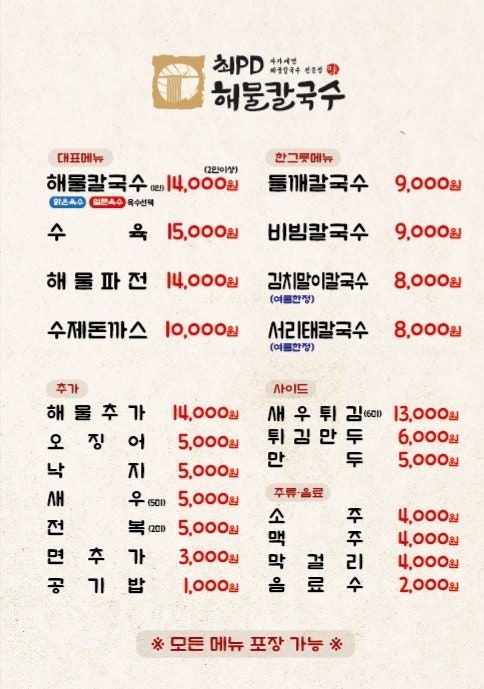 최PD
자가제면
해물칼국수 전문점
해물칼국수
대표메뉴
(2인이상)
해물칼국수 (1인) 14,000원
맑은육수 얼큰육수 육수선택
수육 15,000원
해물파전 14,000원
수제돈까스 10,000원
한그릇메뉴
들깨칼국수 9,000원
비빔칼국수 9,000원
김치말이칼국수 8,000원
(여름한정)
서리태칼국수 8,000원
(여름한정)
추가
해물추가 14,000원
오징어 5,000원
낙지 5,000원
새우(5미) 5,000원
전복(2미) 5,000원
면추가 3,000원
공기밥 1,000원
사이드
새우튀김(6미) 13,000원
튀김만두 6,000원
만두 5,000원
주류·음료
소주 4,000원
맥주 4,000원
막걸리 4,000원
음료수 2,000원
※ 모든 메뉴 포장 가능 ※